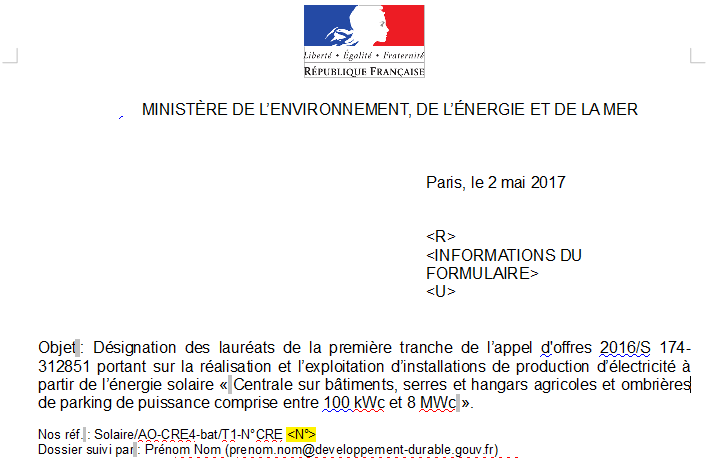 Liberté • Égalité • Fraternité
RÉPUBLIQUE FRANÇAISE
MINISTÈRE DE L'ENVIRONNEMENT, DE L'ÉNERGIE ET DE LA MER
Paris, le 2 mai 2017
<R>
<INFORMATIONS DU
FORMULAIRE>
<U>
Objet : Désignation des lauréats de la première tranche de l'appel d'offres 2016/S 174-
312851 portant sur la réalisation et l'exploitation d'installations de production d'électricité à
partir de l'énergie solaire « Centrale sur bâtiments, serres et hangars agricoles et ombrières
de parking de puissance comprise entre 100 kWc et 8 MWc ».
Nos réf. : Solaire/AO-CRE4-bat/T1-N°CRE <N°>
Dossier suivi par : Prénom Nom (prenom.nom@developpement-durable.gouv.fr)